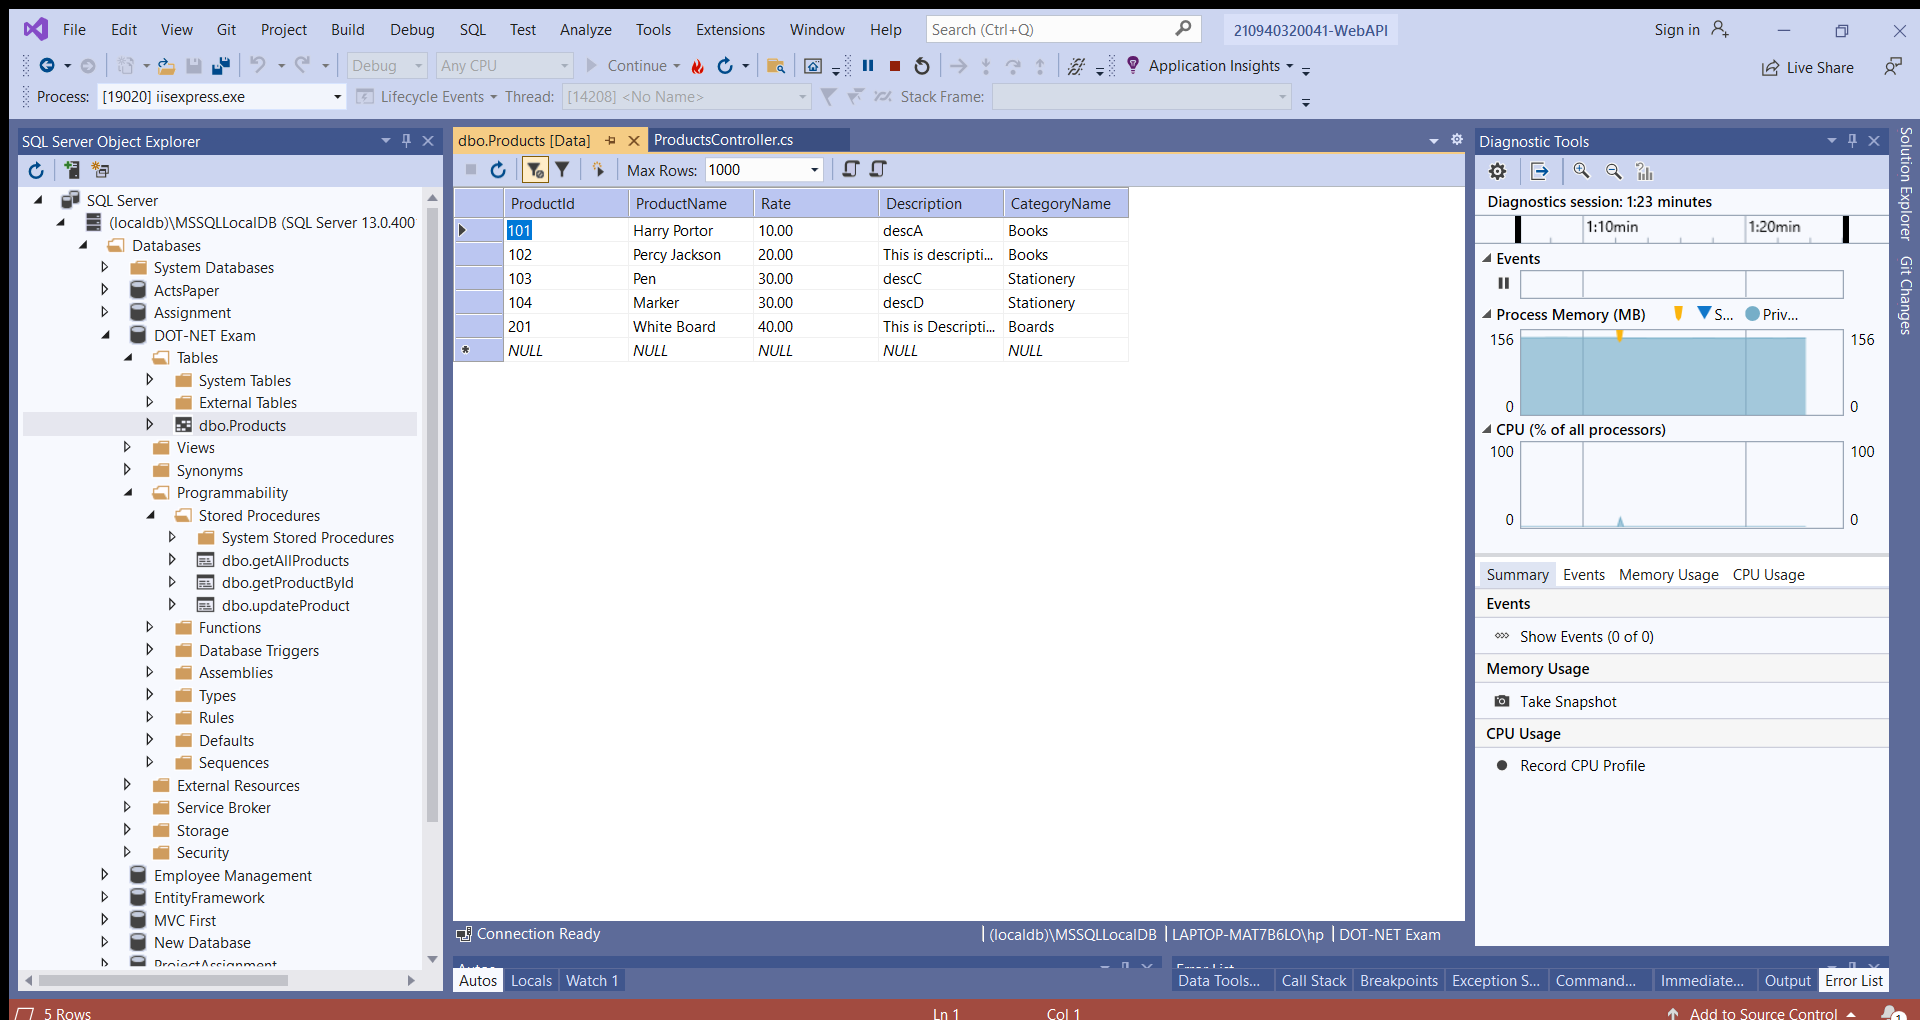 File Edit View Git Project Build Debug SQL Test Analyze Tools Extensions Window Help Search (Ctrl+Q) 210940320041-WebAPI Sign in
Debug Any CPU Continue Application Insights Live Share
Process: [19020] iisexpress.exe Lifecycle Events Thread: [14208] <No Name> Stack Frame:
SQL Server Object Explorer
SQL Server
(localdb)\MSSQLLocalDB (SQL Server 13.0.400
Databases
System Databases
ActsPaper
Assignment
DOT-NET Exam
Tables
System Tables
External Tables
dbo.Products
Views
Synonyms
Programmability
Stored Procedures
System Stored Procedures
dbo.getAllProducts
dbo.getProductById
dbo.updateProduct
Functions
Database Triggers
Assemblies
Types
Rules
Defaults
Sequences
External Resources
Service Broker
Storage
Security
Employee Management
EntityFramework
MVC First
New Database
ProjectAssignment
dbo.Products [Data] ProductsController.cs
Max Rows: 1000
ProductId ProductName Rate Description CategoryName
101 Harry Portor 10.00 descA Books
102 Percy Jackson 20.00 This is descripti... Books
103 Pen 30.00 descC Stationery
104 Marker 30.00 descD Stationery
201 White Board 40.00 This is Descripti... Boards
NULL NULL NULL NULL NULL
Connection Ready (localdb)\MSSQLLocalDB LAPTOP-MAT7B6LO\hp DOT-NET Exam
Diagnostic Tools
Diagnostics session: 1:23 minutes
1:10min 1:20min
Events
Process Memory (MB) S... Priv...
156 156
0 0
CPU (% of all processors)
100 100
0 0
Summary Events Memory Usage CPU Usage
Events
Show Events (0 of 0)
Memory Usage
Take Snapshot
CPU Usage
Record CPU Profile
Solution Explorer
Git Changes
Autos
Error List
Autos Locals Watch 1
Data Tools... Call Stack Breakpoints Exception S... Command... Immediate... Output Error List
5 Rows Ln 1 Col 1 Add to Source Control 1